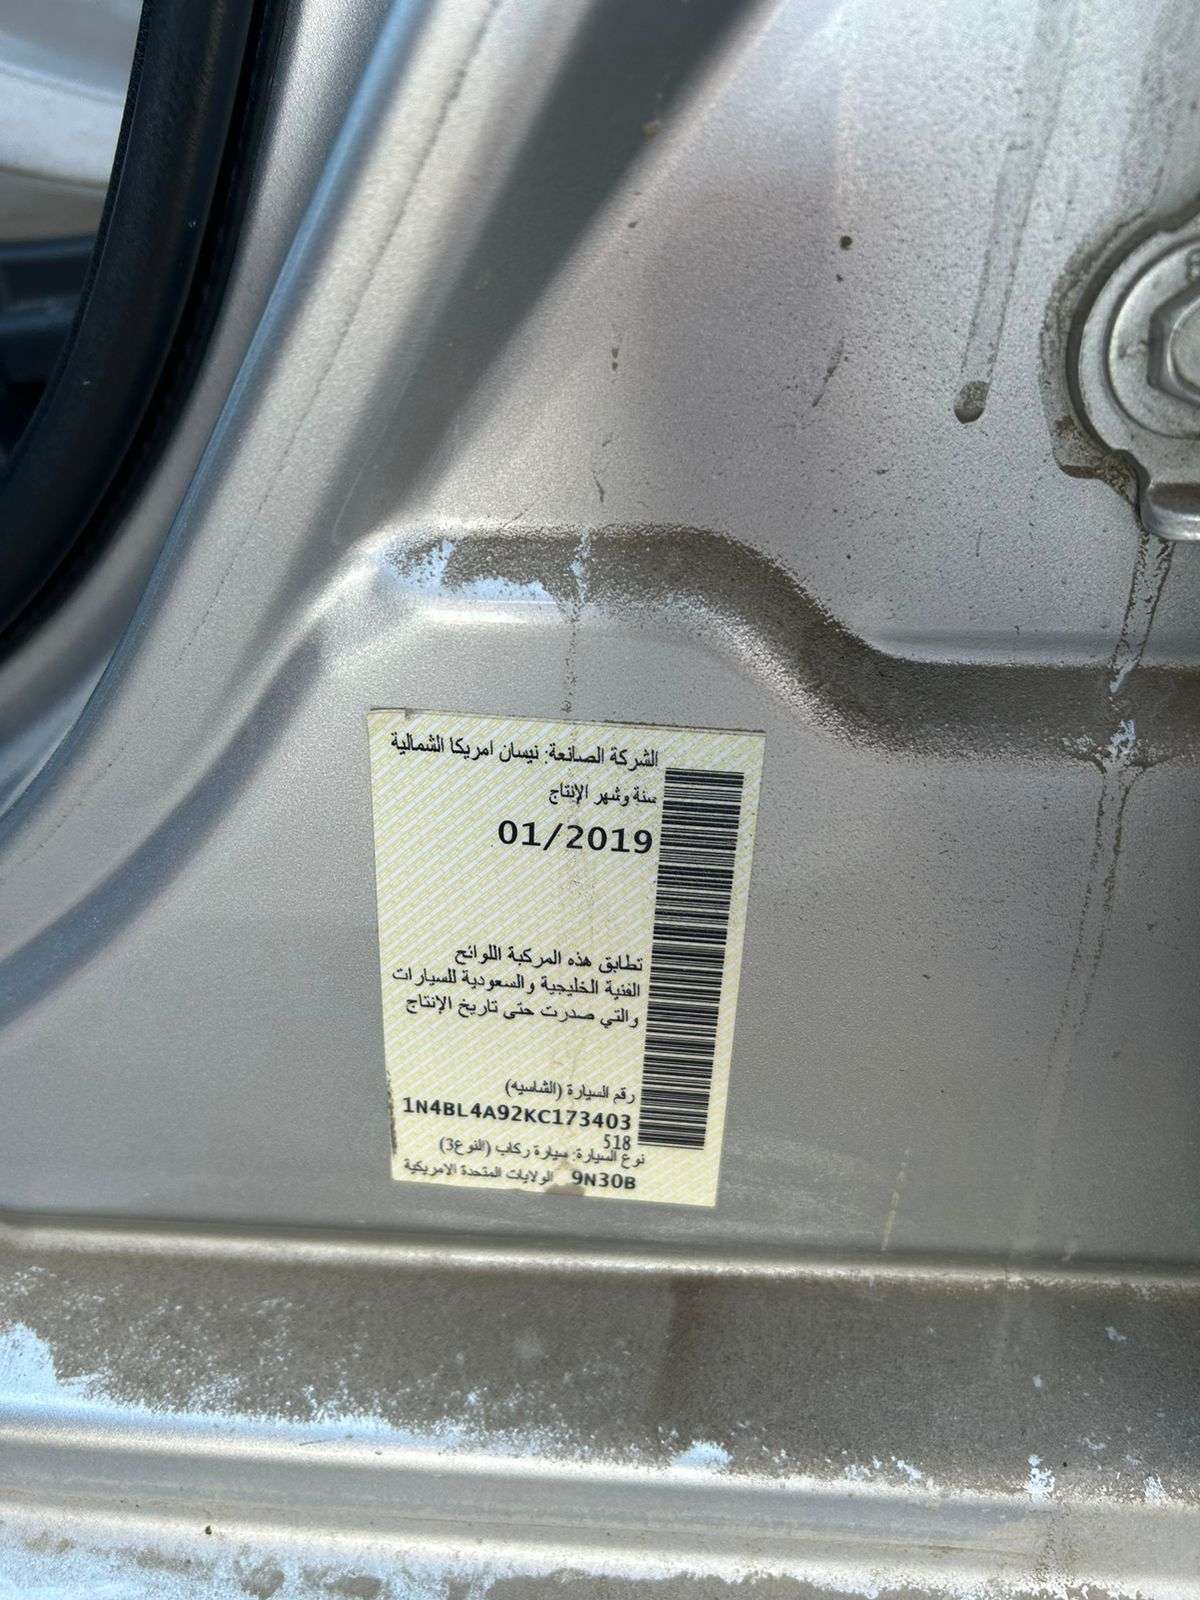 الشركة الصانعة: نيسان امريكا الشمالية
سنة وشهر الإنتاج
01/2019
تطابق هذه المركبة اللوائح
الفنية الخليجية والسعودية للسيارات
والتي صدرت حتى تاريخ الإنتاج
رقم السيارة (الشاسيه)
1N4BL4A92KC173403
518
نوع السيارة: سيارة ركاب (النوع3)
9N30B الولايات المتحدة الامريكية